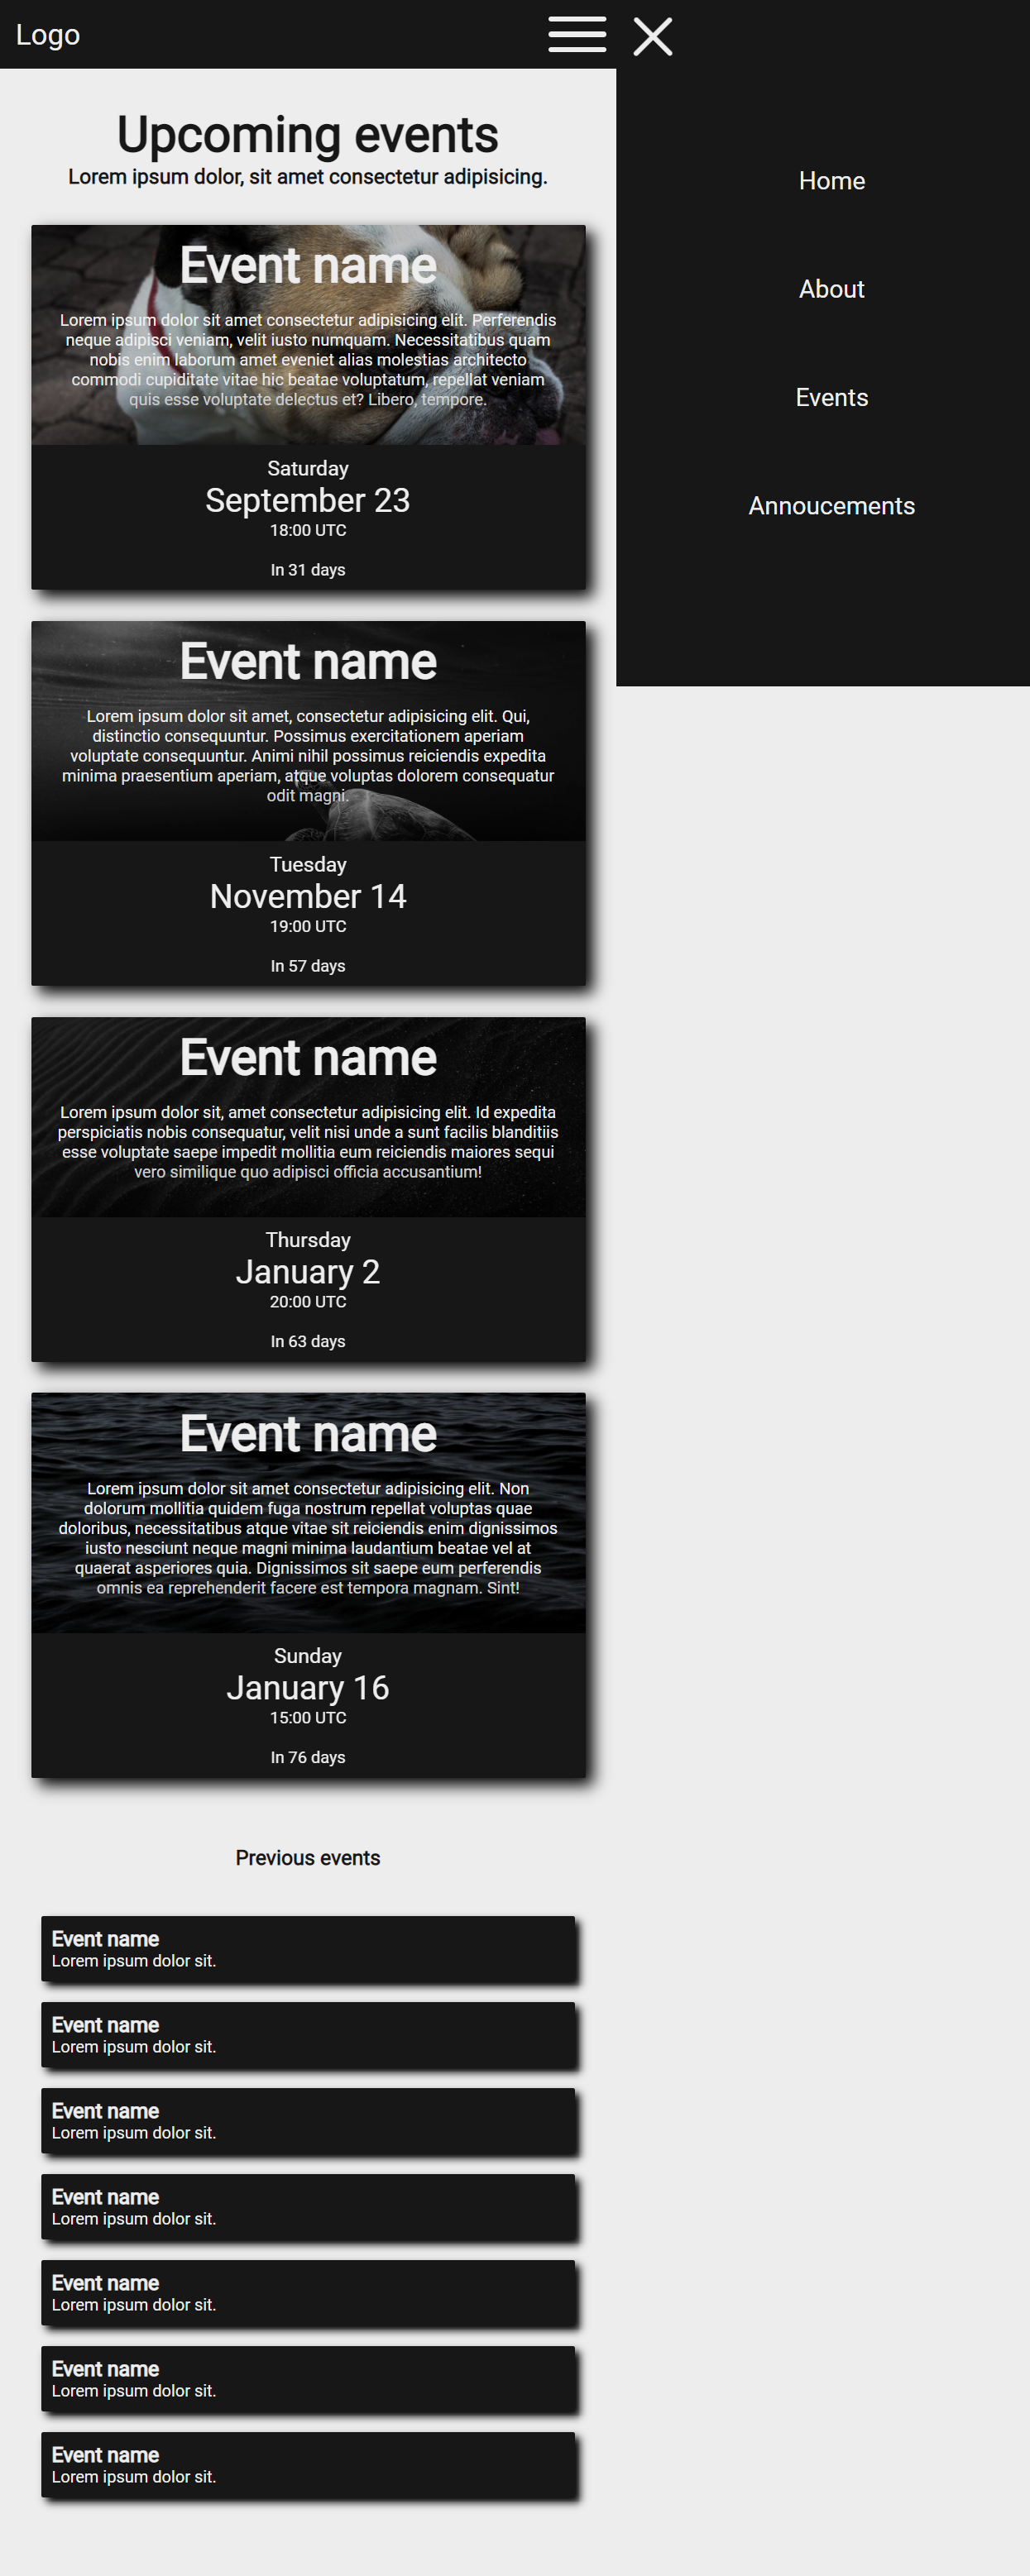 Logo
Upcoming events
Lorem ipsum dolor, sit amet consectetur adipisicing.
Event name
Lorem ipsum dolor sit amet consectetur adipisicing elit. Perferendis
neque adipisci veniam, velit iusto numquam. Necessitatibus quam
nobis enim laborum amet eveniet alias molestias architecto
commodi cupiditate vitae hic beatae voluptatum, repellat veniam
quis esse voluptate delectus et? Libero, tempore.
Saturday
September 23
18:00 UTC
In 31 days
Event name
Lorem ipsum dolor sit amet, consectetur adipisicing elit. Qui,
distinctio consequuntur. Possimus exercitationem aperiam
voluptate consequuntur. Animi nihil possimus reiciendis expedita
minima praesentium aperiam, atque voluptas dolorem consequatur
odit magni.
Tuesday
November 14
19:00 UTC
In 57 days
Event name
Lorem ipsum dolor sit, amet consectetur adipisicing elit. Id expedita
perspiciatis nobis consequatur, velit nisi unde a sunt facilis blanditiis
esse voluptate saepe impedit mollitia eum reiciendis maiores sequi
vero similique quo adipisci officia accusantium!
Thursday
January 2
20:00 UTC
In 63 days
Event name
Lorem ipsum dolor sit amet consectetur adipisicing elit. Non
dolorum mollitia quidem fuga nostrum repellat voluptas quae
doloribus, necessitatibus atque vitae sit reiciendis enim dignissimos
iusto nesciunt neque magni minima laudantium beatae vel at
quaerat asperiores quia. Dignissimos sit saepe eum perferendis
omnis ea reprehenderit facere est tempora magnam. Sint!
Sunday
January 16
15:00 UTC
In 76 days
Previous events
Event name
Lorem ipsum dolor sit.
Event name
Lorem ipsum dolor sit.
Event name
Lorem ipsum dolor sit.
Event name
Lorem ipsum dolor sit.
Event name
Lorem ipsum dolor sit.
Event name
Lorem ipsum dolor sit.
Event name
Lorem ipsum dolor sit.
Home
About
Events
Annoucements